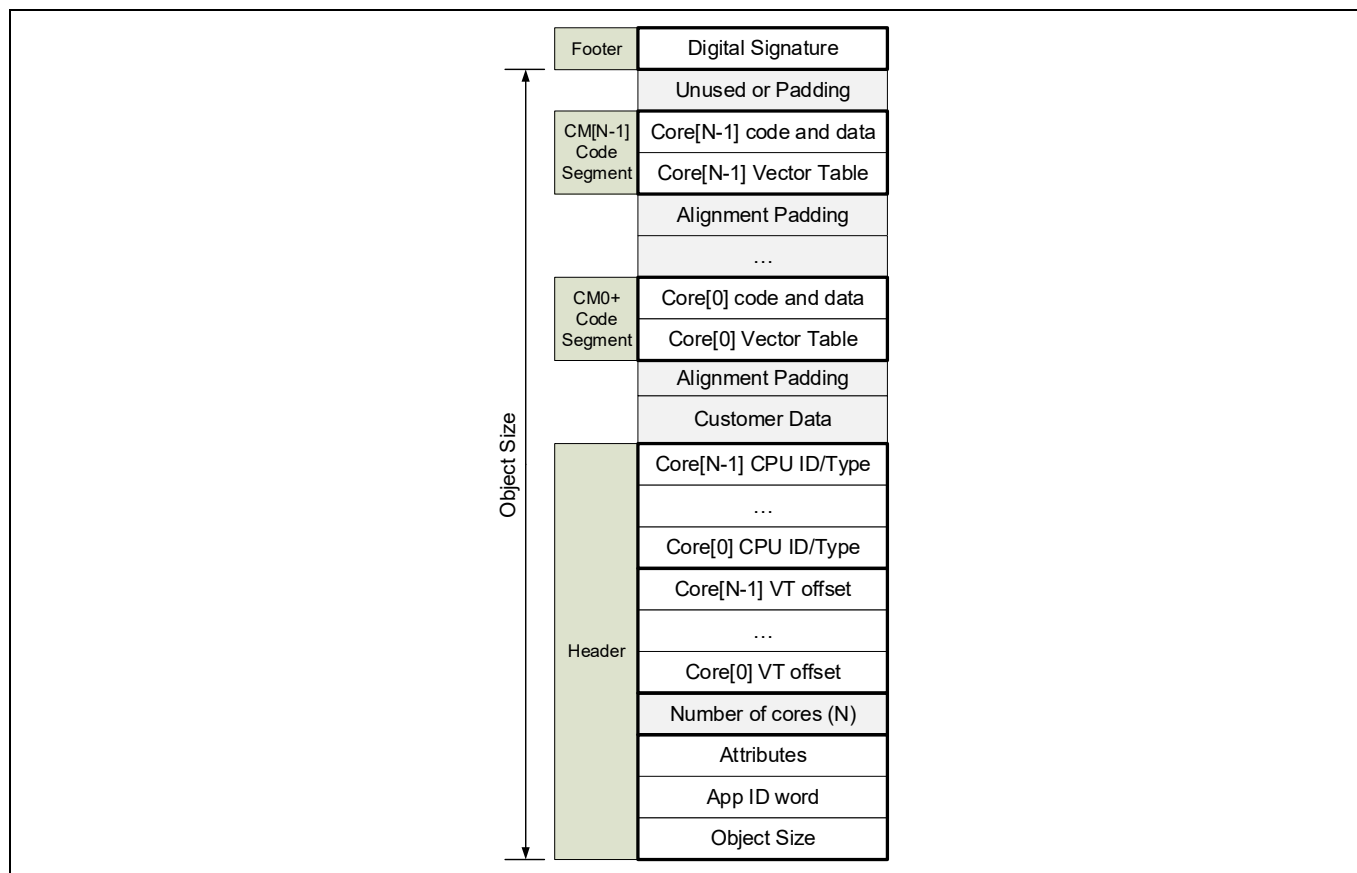 Footer
Digital Signature
Unused or Padding
CM[N-1]
Code
Segment
Core[N-1] code and data
Core[N-1] Vector Table
Alignment Padding
…
CM0+
Code
Segment
Core[0] code and data
Core[0] Vector Table
Alignment Padding
Customer Data
Object Size
Header
Core[N-1] CPU ID/Type
…
Core[0] CPU ID/Type
Core[N-1] VT offset
…
Core[0] VT offset
Number of cores (N)
Attributes
App ID word
Object Size